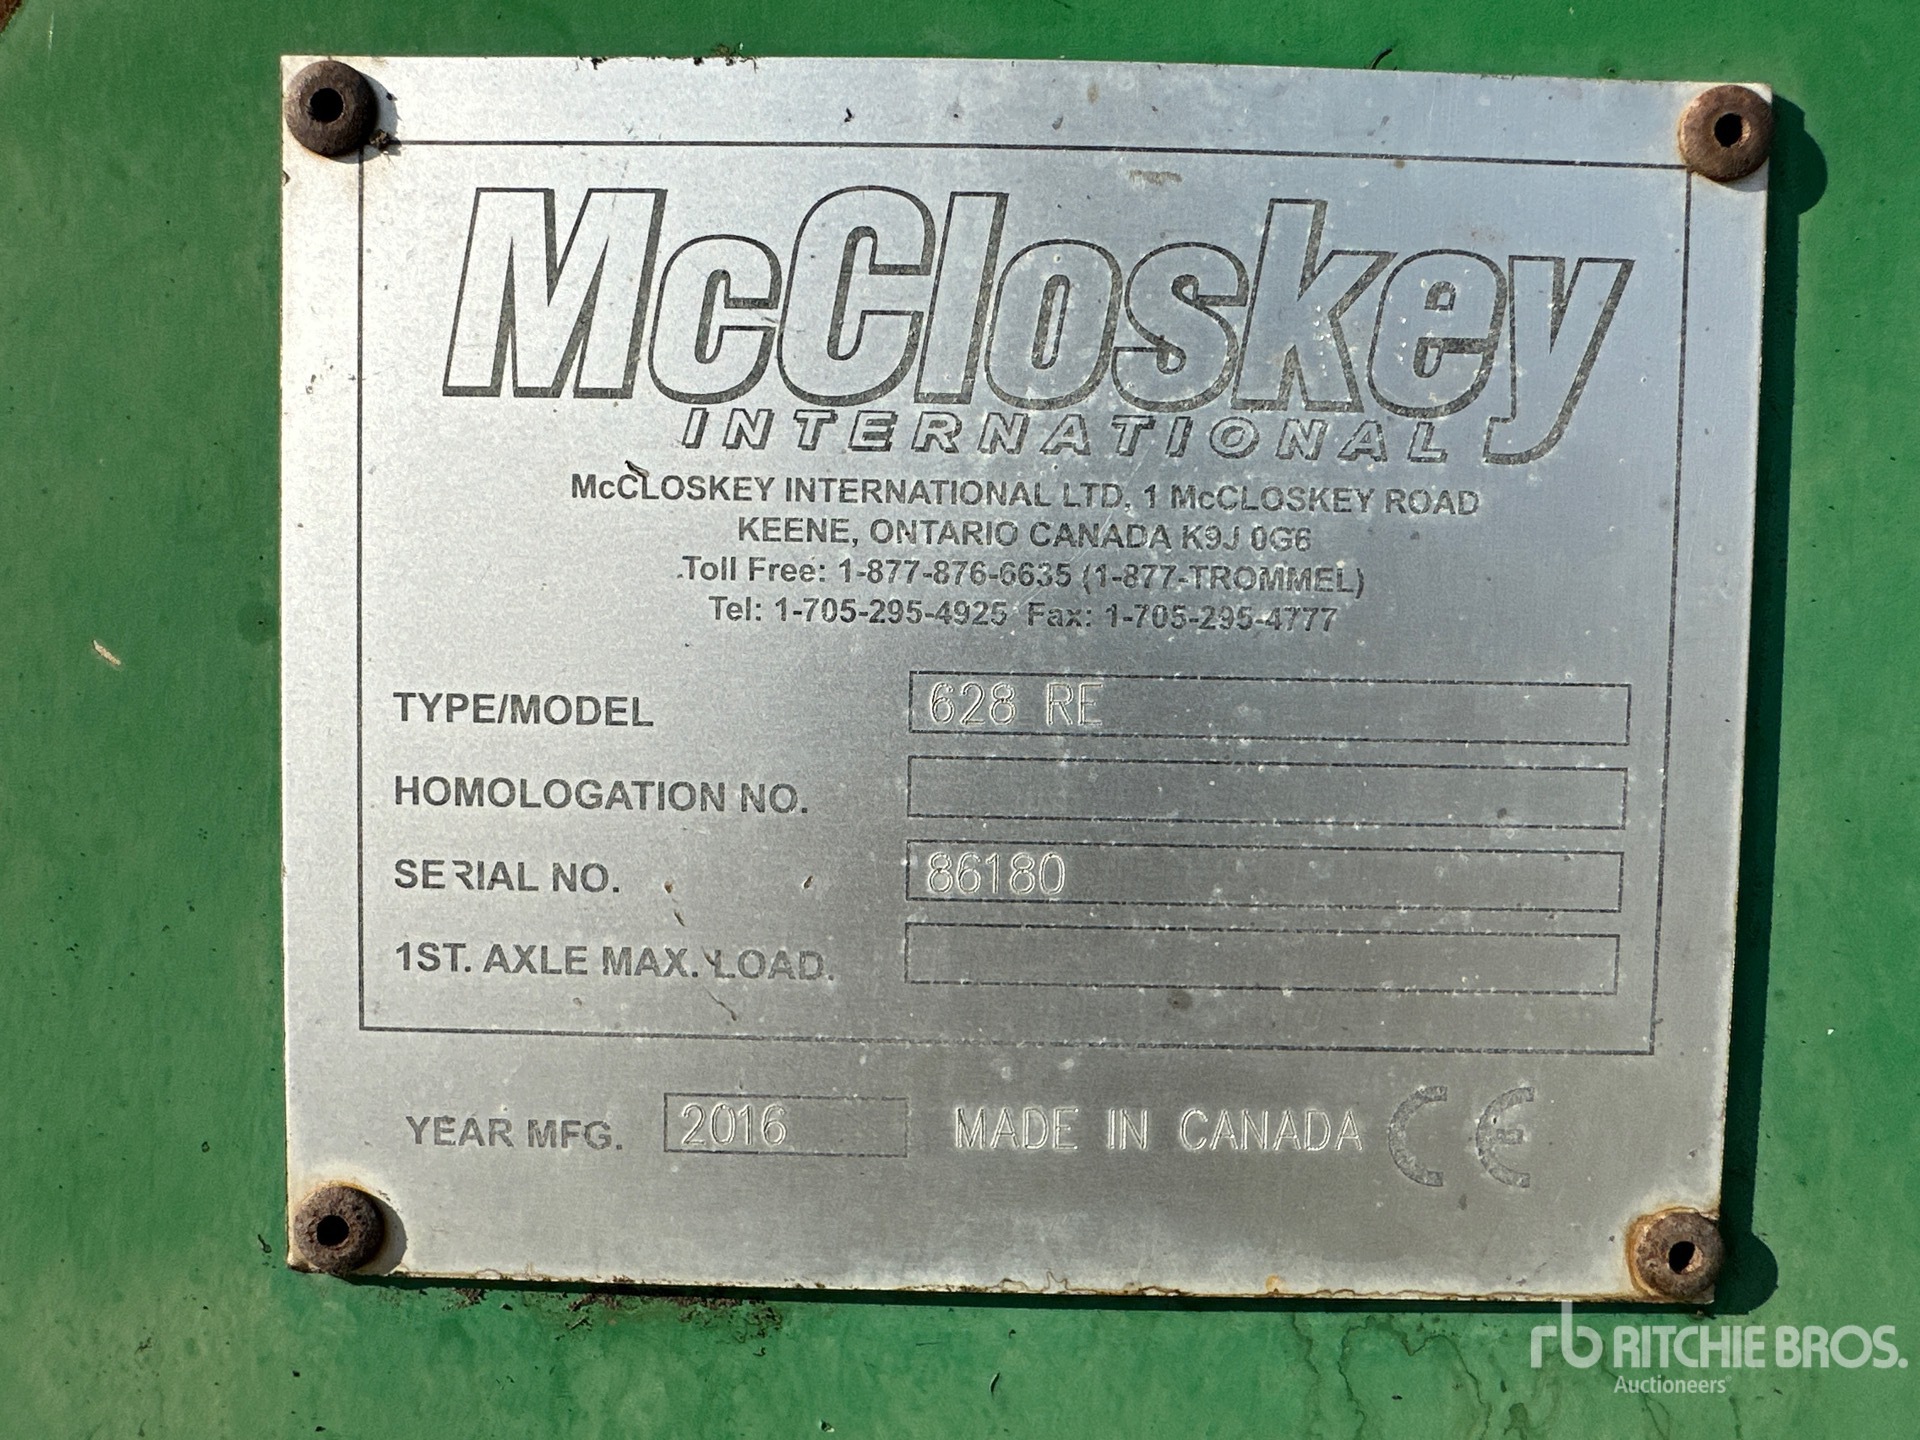 McCloskey
INTERNATIONAL
McCLOSKEY INTERNATIONAL LTD, 1 McCLOSKEY ROAD
KEENE, ONTARIO CANADA K9J 0G6
Toll Free: 1-877-876-6635 (1-877-TROMMEL)
Tel: 1-705-295-4925 Fax: 1-705-295-4777
TYPE/MODEL 628 RE
HOMOLOGATION NO.
SERIAL NO. 86180
1ST. AXLE MAX. LOAD.
YEAR MFG. 2016 MADE IN CANADA CE
rb RITCHIE BROS.
Auctioneers